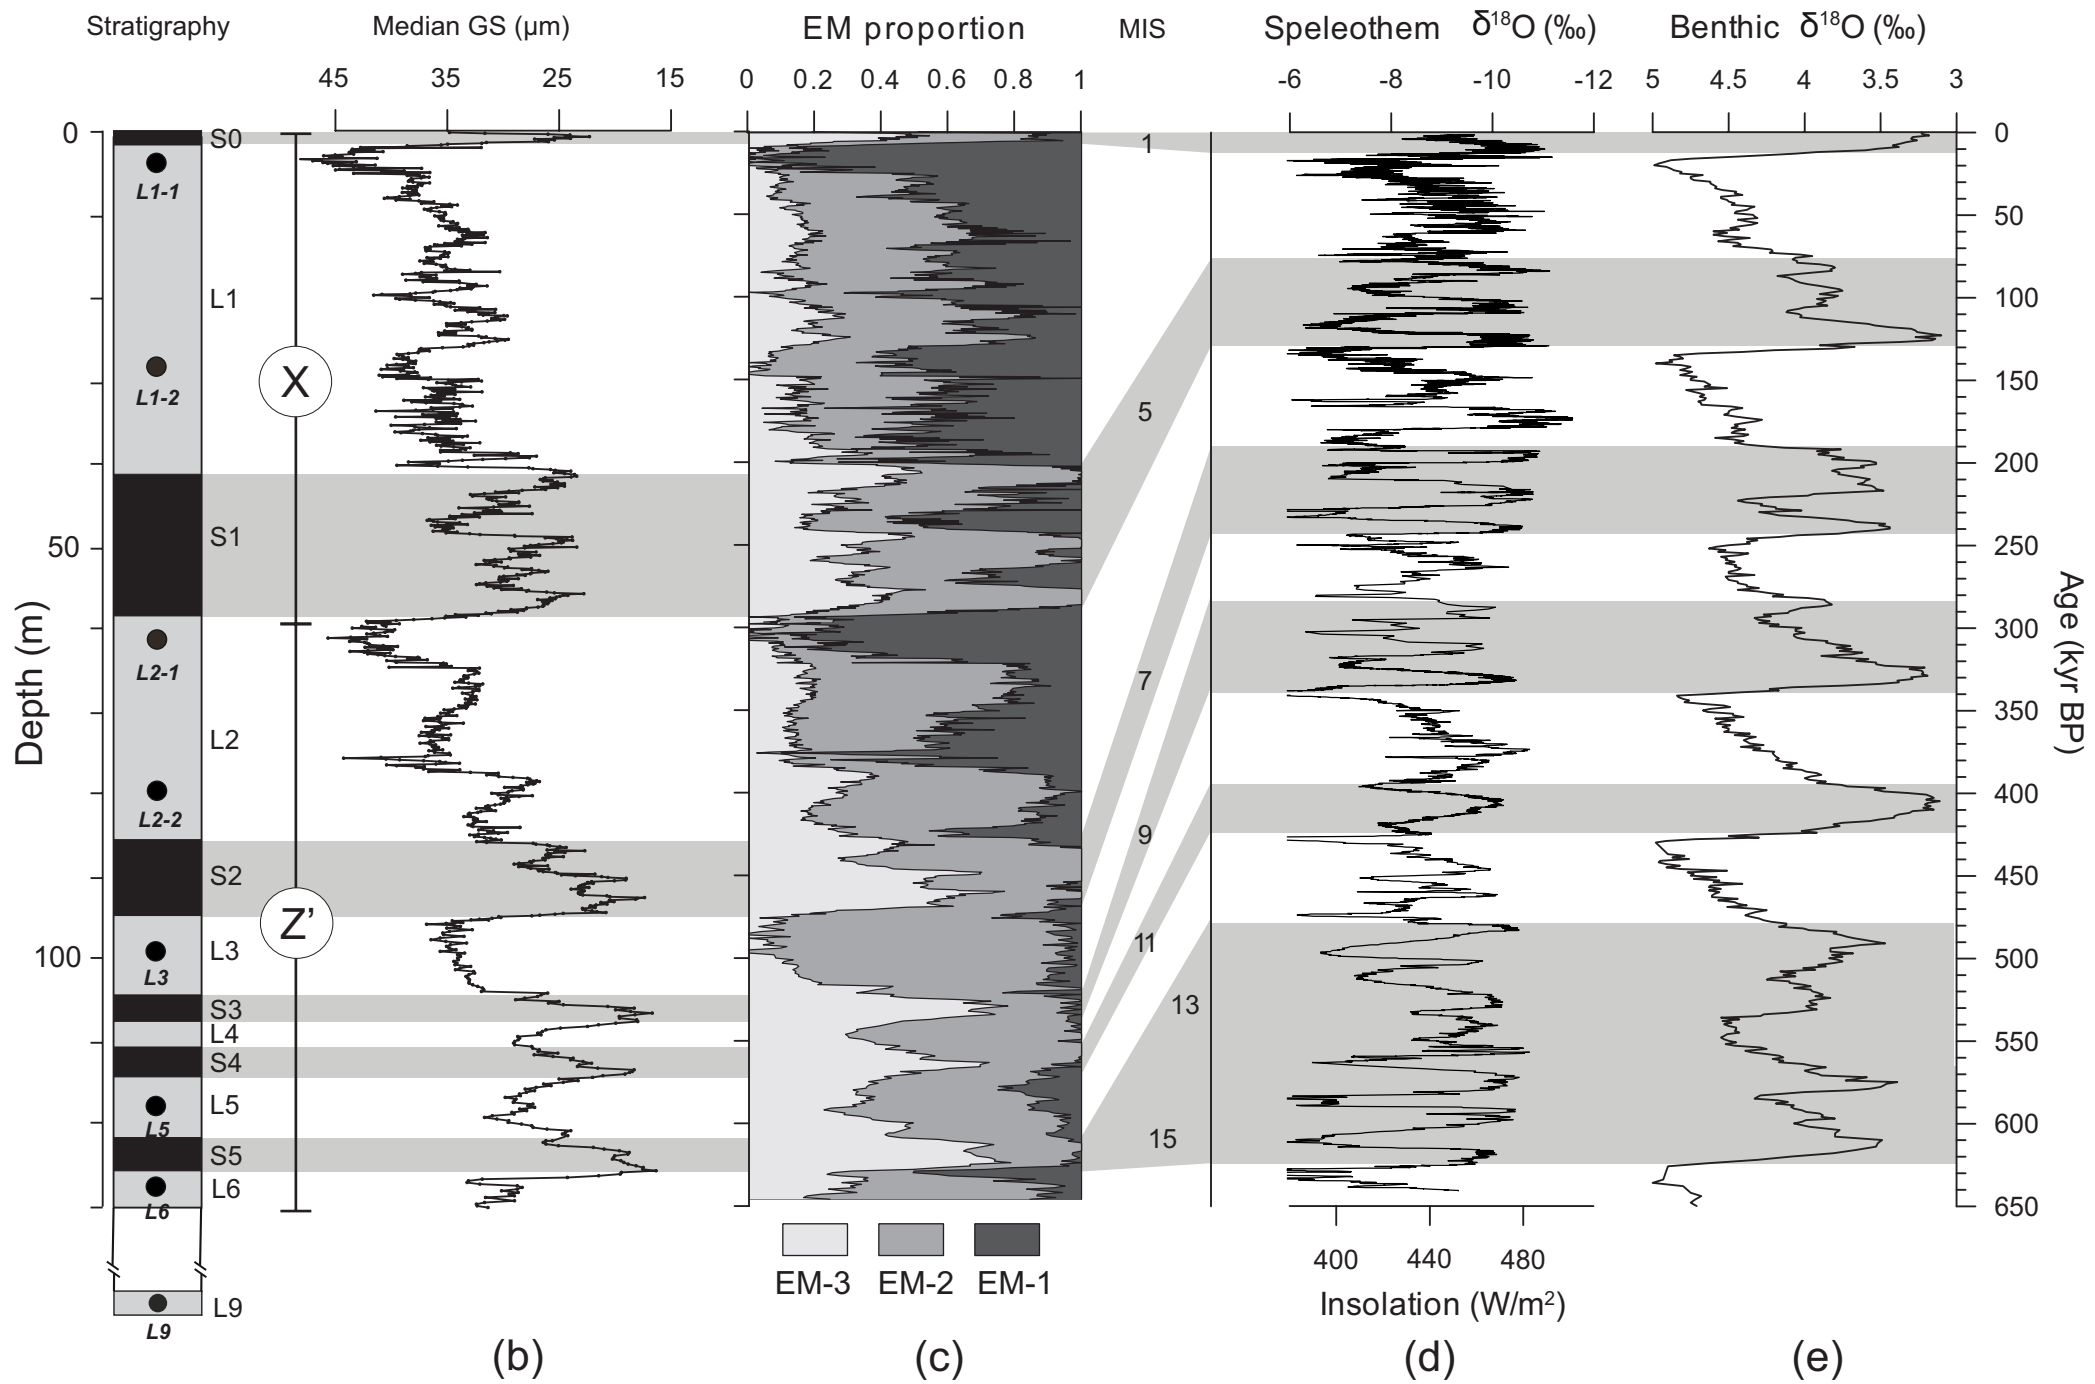 Stratigraphy Median GS (µm) EM proportion MIS Speleothem δ¹⁸O (‰) Benthic δ¹⁸O (‰)
45 35 25 15 0 0.2 0.4 0.6 0.8 1 -6 -8 -10 -12 5 4.5 4 3.5 3
0 S0 1 0
L1-1
50
L1 100
X
L1-2 150
5
200
50 S1 250
Depth (m) Age (kyr BP)
L2-1 300
7
L2 350
L2-2 9 400
S2 450
Z’
100 L3 11 500
L3
S3 13
L4 550
S4
L5 600
L5 15
S5
L6 650
L6
400 440 480
EM-3 EM-2 EM-1
L9 Insolation (W/m²)
L9
(b) (c) (d) (e)